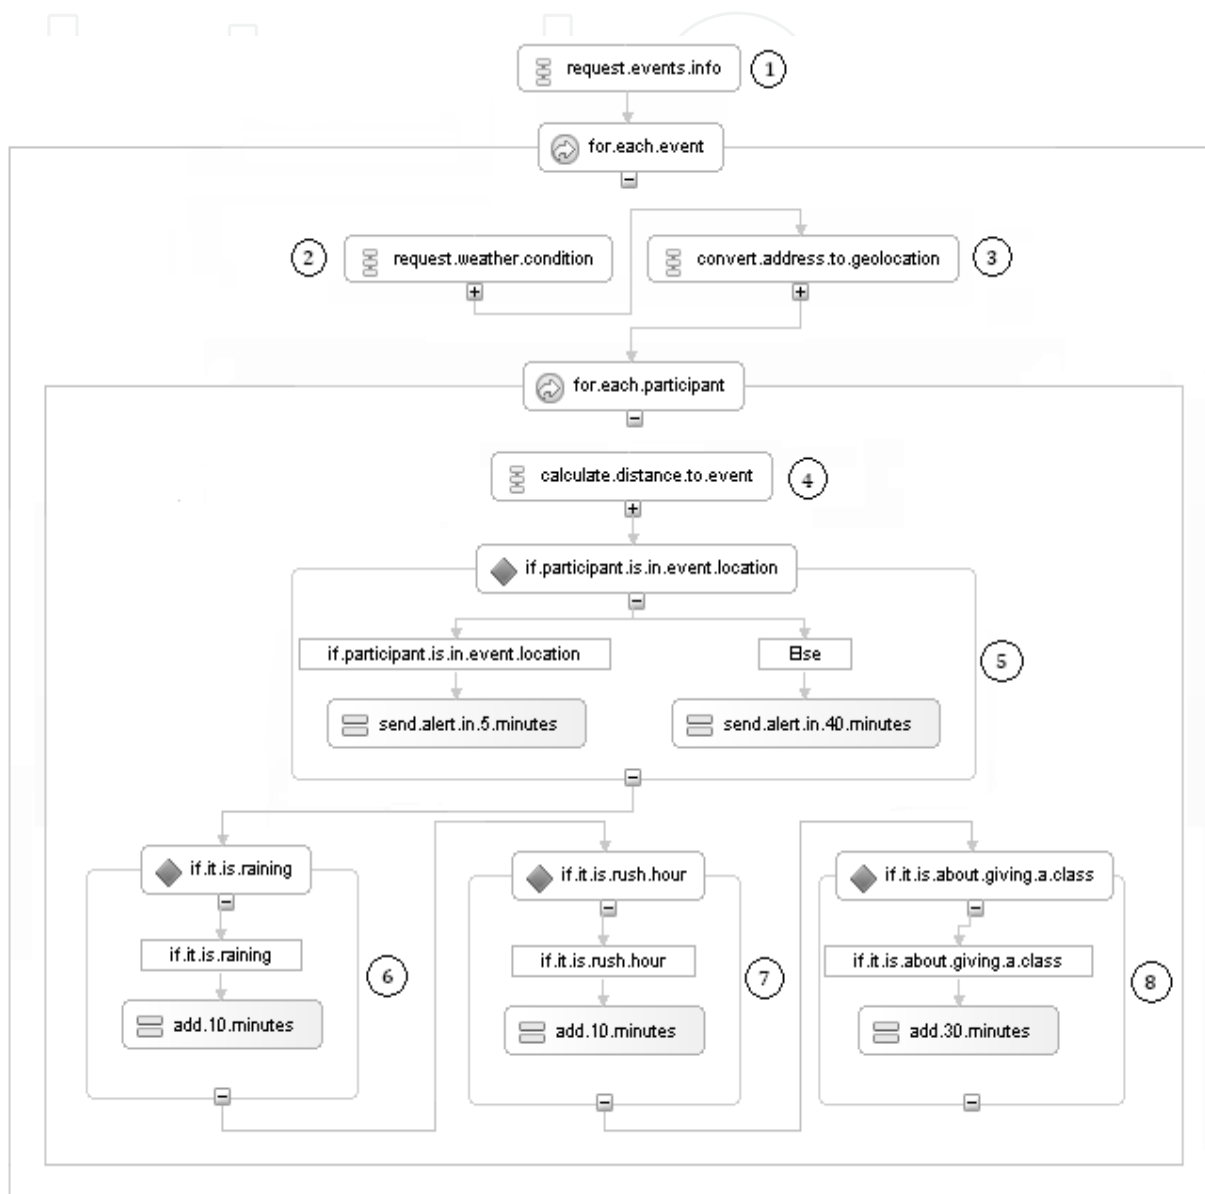 request.events.info
1
for.each.event
2
request.weather.condition
convert.address.to.geolocation
3
for.each.participant
calculate.distance.to.event
4
if.participant.is.in.event.location
if.participant.is.in.event.location
Else
5
send.alert.in.5.minutes
send.alert.in.40.minutes
if.it.is.raining
if.it.is.rush.hour
if.it.is.about.giving.a.class
if.it.is.raining
if.it.is.rush.hour
if.it.is.about.giving.a.class
6
7
8
add.10.minutes
add.10.minutes
add.30.minutes